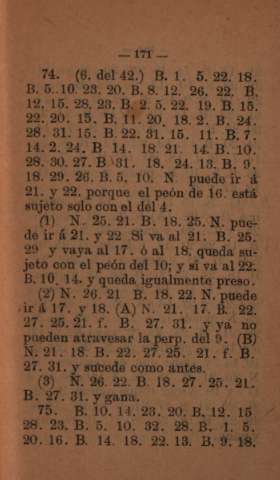 — 171 —
74. (6. del 42.) B. 1. 5. 22. 18.
B. 5. 10. 23. 20. B. 8. 12. 26. 22. B.
12. 15. 28. 23. B. 2. 5. 22. 19. B. 15.
22. 20. 15. B. 11. 20. 18. 2. B. 24.
28. 31. 15. B. 22. 31. 15. 11. B. 7.
14. 2. 24. B 14. 18. 21. 14. B. 10.
28. 30. 27. B 31. 18. 24. 13. B. 9.
18. 29. 26. B. 5. 10. N. puede ir á
21. y 22. porque el peón de 16. está
sujeto solo con el del 4.
(1) N. 25. 21. B. 18. 25. N. pue-
de ir á 21. y 22 Si va al 21. B. 25.
29 y vaya al 17. ó al 18. queda su-
jeto con el peón del 10; y si va al 22.
B. 10. 14. y queda igualmente preso.
(2) N. 26. 21 B. 18. 22. N. puede
ir á 17. y 18. (A) N. 21. 17. B. 22.
27. 25. 21. f. B. 27. 31. y ya no
pueden atravesar la perp. del 9. (B)
N. 21. 18. B. 22. 27. 25. 21. f. B.
27. 31. y sucede como antes.
(3) N. 26. 22. B. 18. 27. 25. 21.
B. 27. 31. y gana.
75. B. 10. 14. 23. 20. B. 12. 15
28. 23. B. 5. 10. 32. 28. B. 1. 5.
20. 16. B. 14. 18. 22. 13. B. 9. 18.